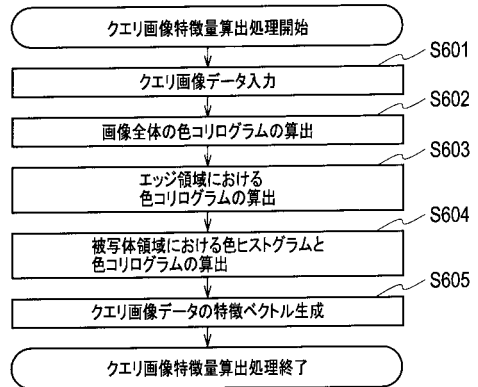 クエリ画像特徴量算出処理開始
S601
クエリ画像データ入力
S602
画像全体の色コリログラムの算出
S603
エッジ領域における
色コリログラムの算出
S604
被写体領域における色ヒストグラムと
色コリログラムの算出
S605
クエリ画像データの特徴ベクトル生成
クエリ画像特徴量算出処理終了